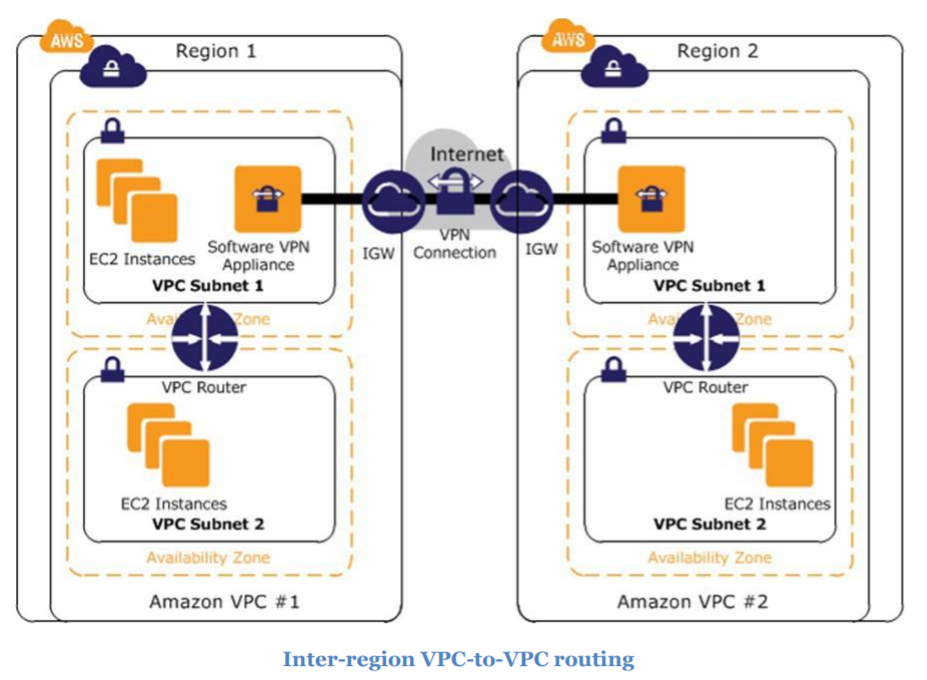 AWS
Region 1
AWS
Region 2
Internet
EC2 Instances
Software VPN
Appliance
VPC Subnet 1
IGW
VPN
Connection
IGW
Software VPN
Appliance
VPC Subnet 1
Availability Zone
Availability Zone
VPC Router
VPC Router
EC2 Instances
VPC Subnet 2
EC2 Instances
VPC Subnet 2
Availability Zone
Availability Zone
Amazon VPC #1
Amazon VPC #2
Inter-region VPC-to-VPC routing